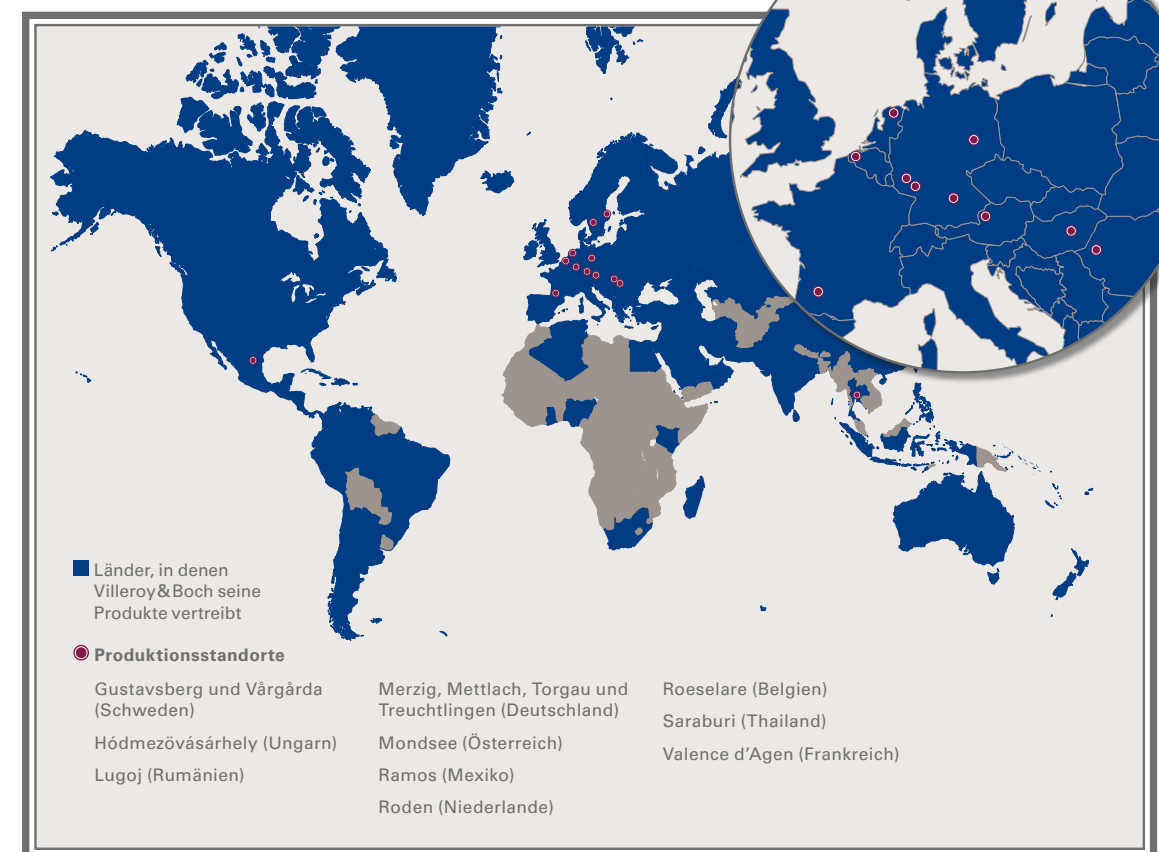 Länder, in denen
Villeroy & Boch seine
Produkte vertreibt
Produktionsstandorte
Gustavsberg und Vårgårda
(Schweden)
Hódmezövásárhely (Ungarn)
Lugoj (Rumänien)
Merzig, Mettlach, Torgau und
Treuchtlingen (Deutschland)
Mondsee (Österreich)
Ramos (Mexiko)
Roden (Niederlande)
Roeselare (Belgien)
Saraburi (Thailand)
Valence d’Agen (Frankreich)